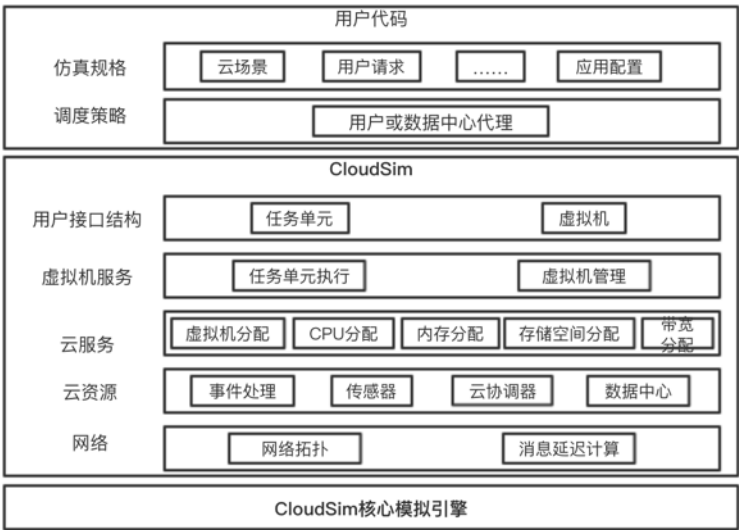 用户代码
仿真规格 云场景 用户请求 …… 应用配置
调度策略 用户或数据中心代理
CloudSim
用户接口结构 任务单元 虚拟机
虚拟机服务 任务单元执行 虚拟机管理
云服务 虚拟机分配 CPU分配 内存分配 存储空间分配 带宽
分配
云资源 事件处理 传感器 云协调器 数据中心
网络 网络拓扑 消息延迟计算
CloudSim核心模拟引擎